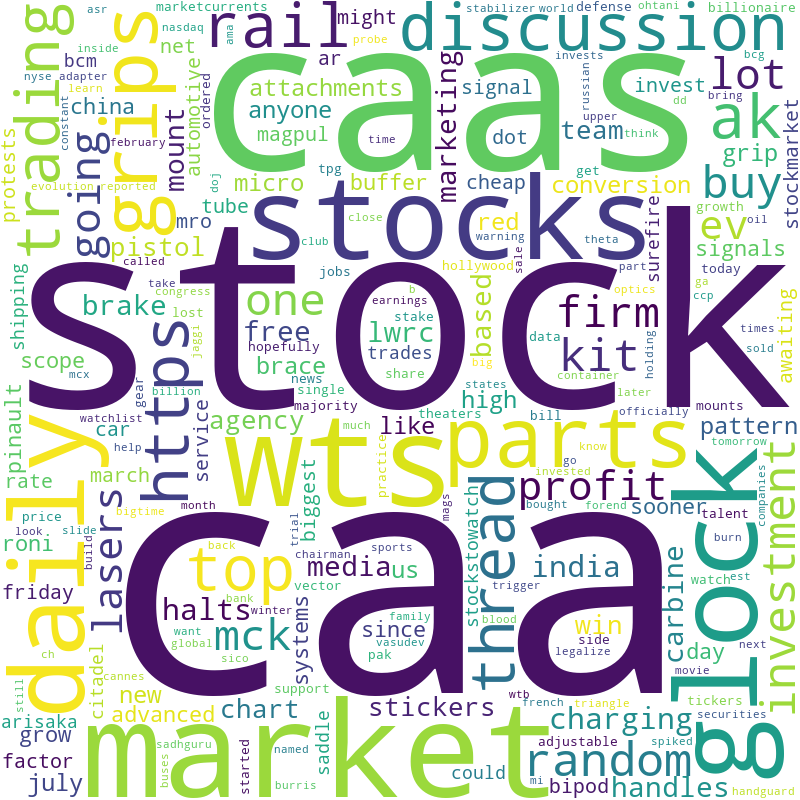 asr marketcurrents rail might discussion stabilizer world defense ohtani billionaire
inside nasdaq bcm net ar probe ama
nyse adapter caas invests bcg
learn china ordered attachments signal russian dd
trading constant grips going mount automotive anyone marketing invest upper bring lot
february magpul dot team time think ak stockmarket
protests evolution reported doj micro tpg buffer cheap conversion get grip
tube stocks red growth buy
pistol mro close club warning theta surefire oil ev
called hollywood sale part signals
shipping take stock jobs b based optics firm today ga ccp
congress one earnings
brake lost https stake data kit times
scope free lwrc holding sold
mcx gear jaggi hopefully trades states
brace news share big container later awaiting
daily billion single high mounts
watchlist majority theaters bill officially
pinault car agency like wts parts pattern
help service much know tomorrow
rate march practice go profit investment
price month biggest invested sooner companies
roni look slide bigtime lasers mags bought forend talent
build trial chairman sports thread trigger burn
friday back top media us stockstowatch india carbine watch est
halts vector bank caa lock glock
want winter since family blood win day next
ch global mck systems vasudev side movie
citadel sico pak legalize
still cannes new support wtb french triangle tickers
arisaka advanced chart stickers charging securities
grow sadhguru saddle market adjustable spiked
factor buses named could random
july started burris mi bipod handles handguard